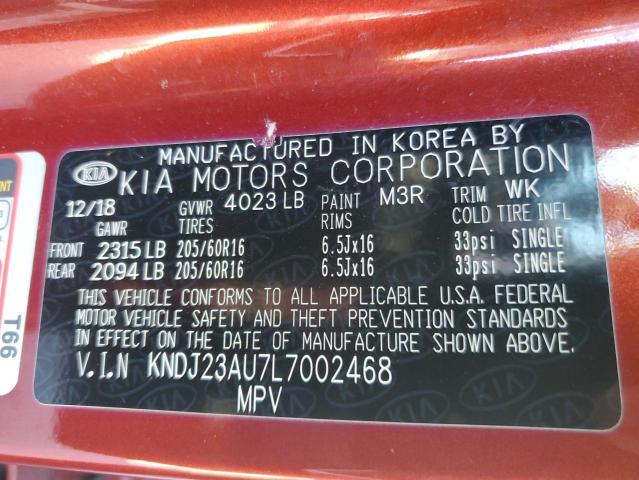 MANUFACTURED IN KOREA BY
KIA KIA MOTORS CORPORATION
12/18 GVWR 4023 LB PAINT M3R TRIM WK
GAWR TIRES RIMS COLD TIRE INFL
FRONT 2315 LB 205/60R16 6.5Jx16 33psi SINGLE
REAR 2094 LB 205/60R16 6.5Jx16 33psi SINGLE
THIS VEHICLE CONFORMS TO ALL APPLICABLE U.S.A. FEDERAL
MOTOR VEHICLE SAFETY AND THEFT PREVENTION STANDARDS
IN EFFECT ON THE DATE OF MANUFACTURE SHOWN ABOVE.
V.I.N KNDJ23AU7L7002468
MPV
T66